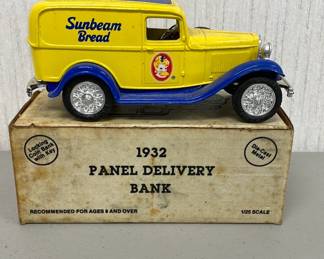 Sunbeam
Bread
Locking
Coin Bank
with Key
1932
PANEL DELIVERY
BANK
Die-Cast
Metal
RECOMMENDED FOR AGES 8 AND OVER
1/25 SCALE